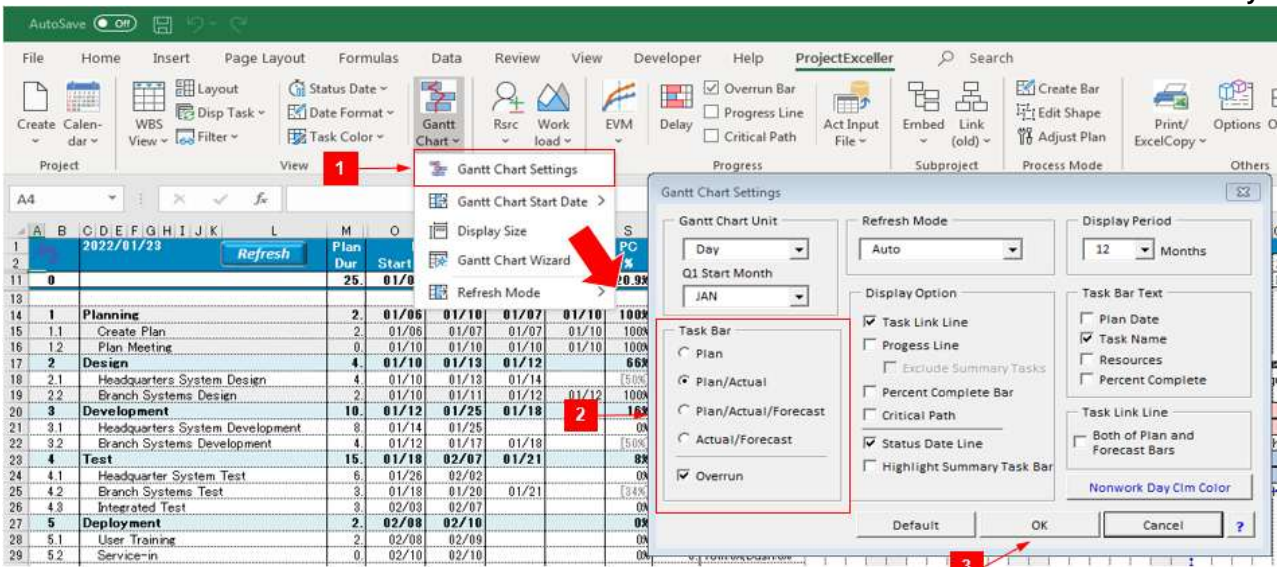 AutoSave Off
File Home Insert Page Layout Formulas Data Review View Developer Help ProjectExceller Search
Create Calen- dar WBS View Layout Disp Task Filter Status Date Date Format Task Color Gantt Chart Rsrc Work load EVM Delay Overrun Bar Progress Line Critical Path Act Input File Embed Link (old) Create Bar Edit Shape Adjust Plan Print/ ExcelCopy Options
Project View Progress Subproject Process Mode Others
1
Gantt Chart Settings
Gantt Chart Start Date >
Display Size
Gantt Chart Wizard
Refresh Mode >
A4 fx
A B C D E F G H I J K L M O S
1 2022/01/23 Refresh Plan PC
2 Dur Start %
11 0 25. 01/0 20.9%
13
14 1 Planning 2. 01/06 01/10 01/07 01/10 100%
15 1.1 Create Plan 2. 01/06 01/07 01/07 01/10 100%
16 1.2 Plan Meeting 0. 01/10 01/10 01/10 01/10 100%
17 2 Design 4. 01/10 01/13 01/12 66%
18 2.1 Headquarters System Design 4. 01/10 01/13 01/14 [50%
19 2.2 Branch Systems Design 2. 01/10 01/11 01/12 01/12 100%
20 3 Development 10. 01/12 01/25 01/18 16%
21 3.1 Headquarters System Development 8. 01/14 01/25 0%
22 3.2 Branch Systems Development 4. 01/12 01/17 01/18 [50%
23 4 Test 15. 01/18 02/07 01/21 8%
24 4.1 Headquarter System Test 6. 01/26 02/02 0%
25 4.2 Branch Systems Test 3. 01/18 01/20 01/21 [34%
26 4.3 Integrated Test 3. 02/03 02/07 0%
27 5 Deployment 2. 02/08 02/10 0%
28 5.1 User Training 2. 02/08 02/09 0%
29 5.2 Service-in 0. 02/10 02/10 0%
Gantt Chart Settings
Gantt Chart Unit
Day
Q1 Start Month
JAN
2
Task Bar
Plan
Plan/Actual
Plan/Actual/Forecast
Actual/Forecast
Overrun
Refresh Mode
Auto
Display Option
Task Link Line
Progess Line
Exclude Summary Tasks
Percent Complete Bar
Critical Path
Status Date Line
Highlight Summary Task Bar
Display Period
12 Months
Task Bar Text
Plan Date
Task Name
Resources
Percent Complete
Task Link Line
Both of Plan and
Forecast Bars
Nonwork Day Clm Color
Default OK Cancel ?
3